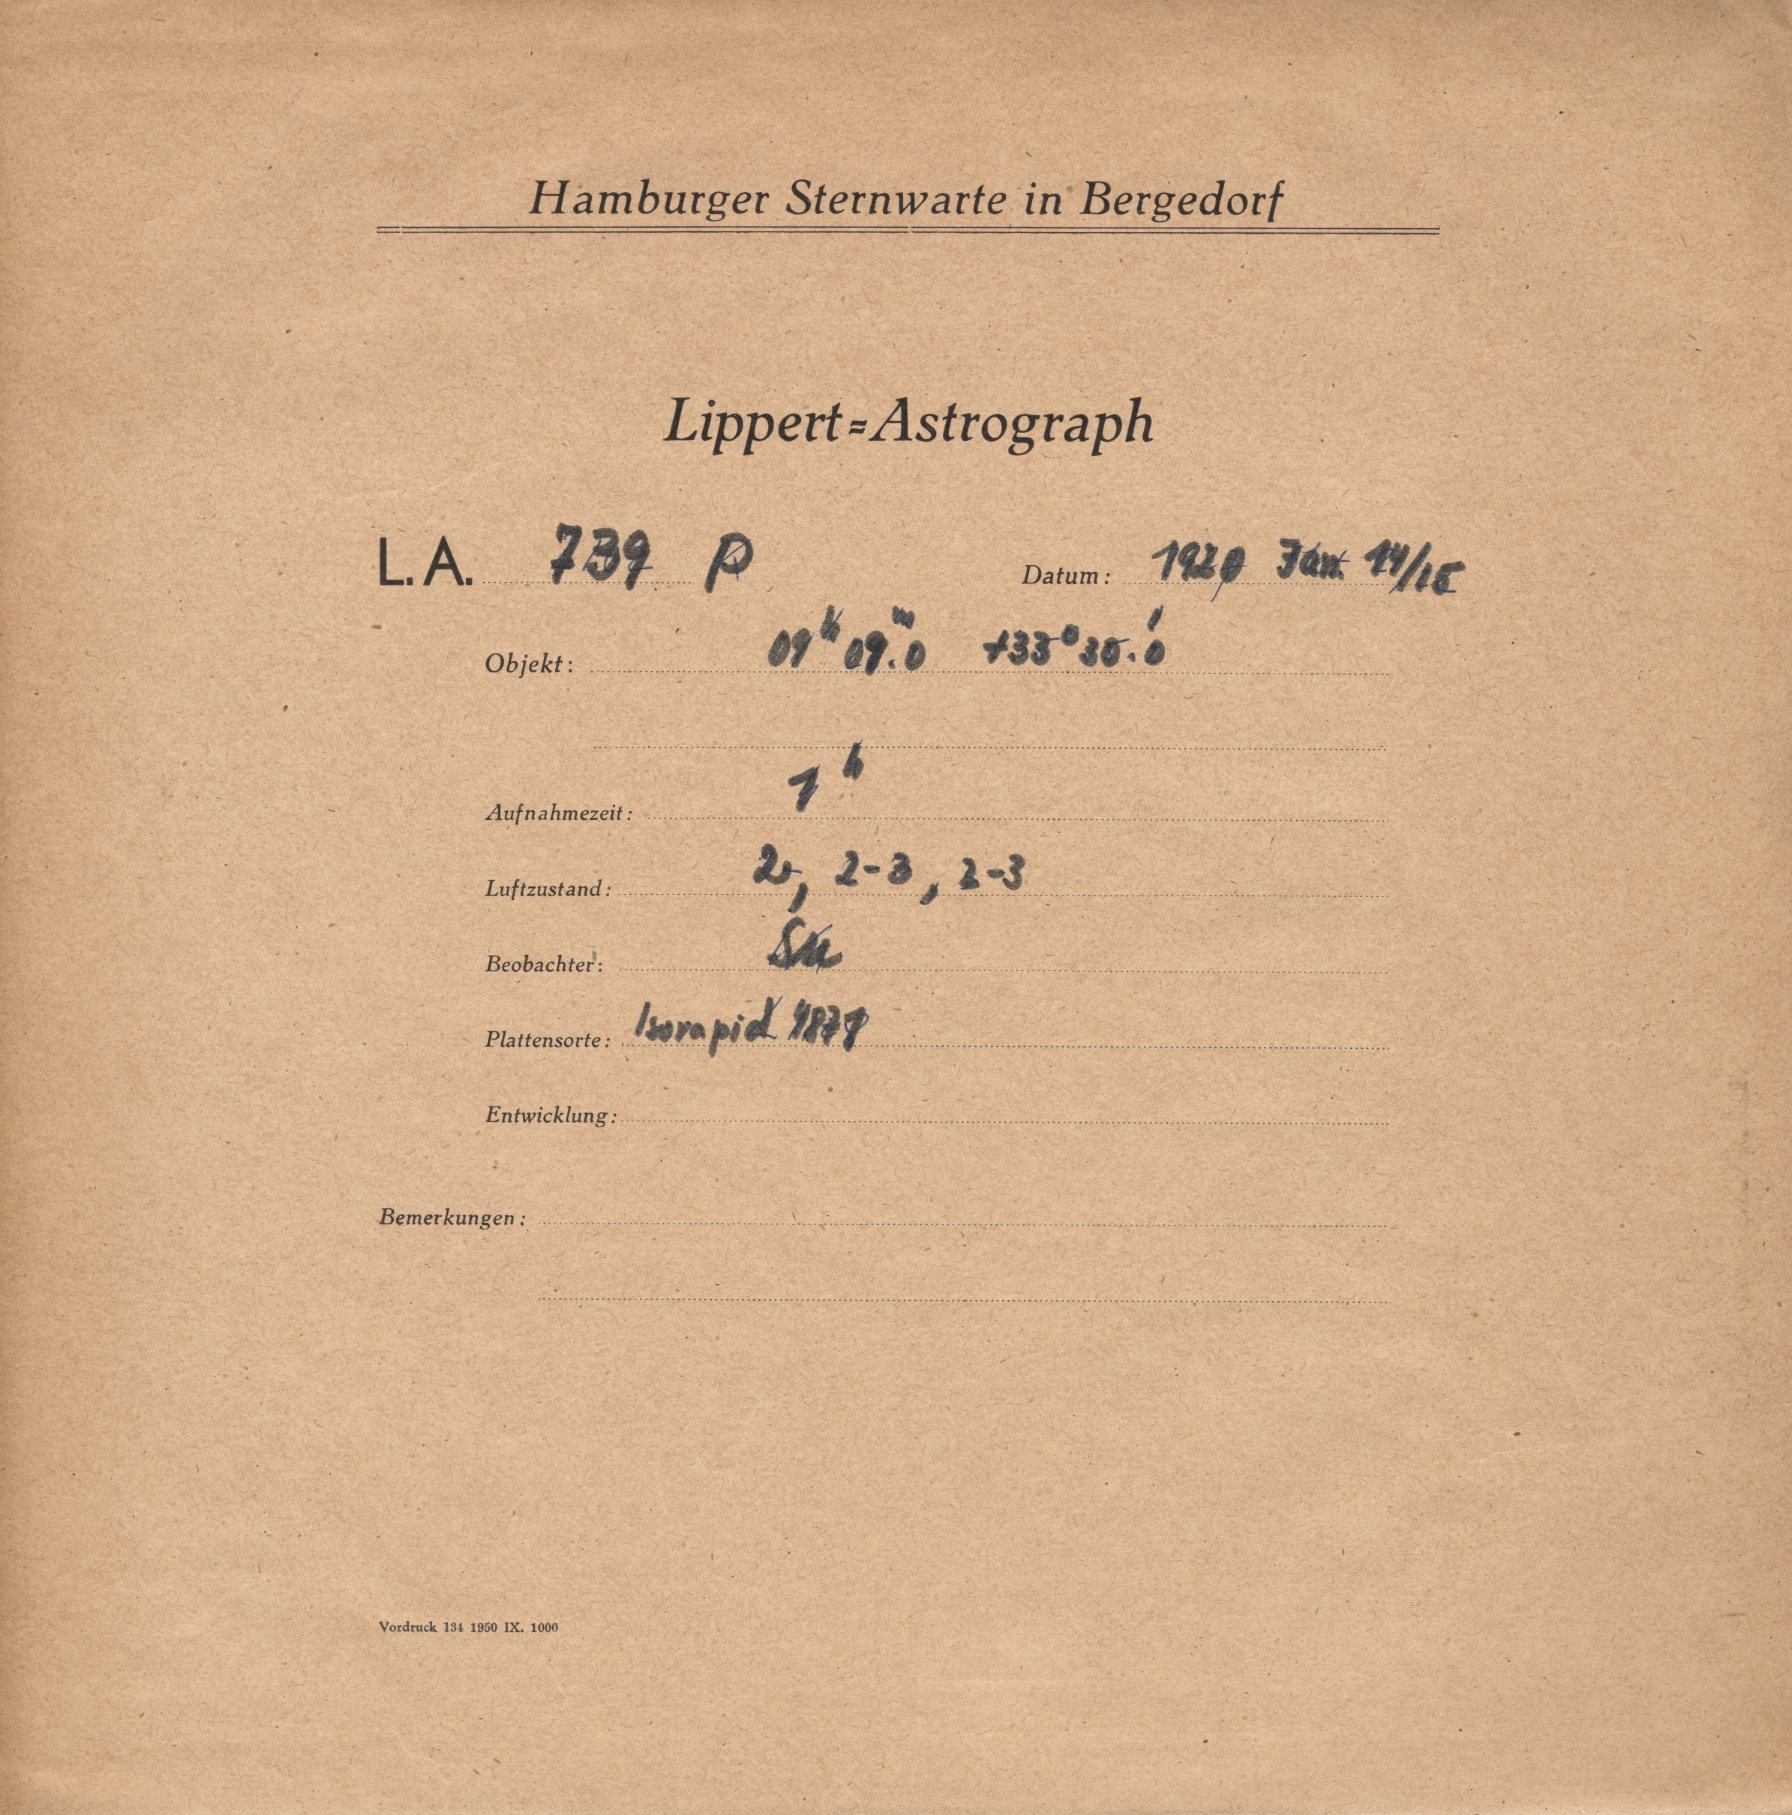 Hamburger Sternwarte in Bergedorf
Lippert=Astrograph
L. A. 739 p Datum: 1920 Jan. 14/15
Objekt: 09h 09m.0 +33° 30'.0
Aufnahmezeit: 1h
Luftzustand: 2, 2-3, 2-3
Beobachter:
Plattensorte: Isorapid
Entwicklung:
Bemerkungen:
Vordruck 134 1950 IX. 1000